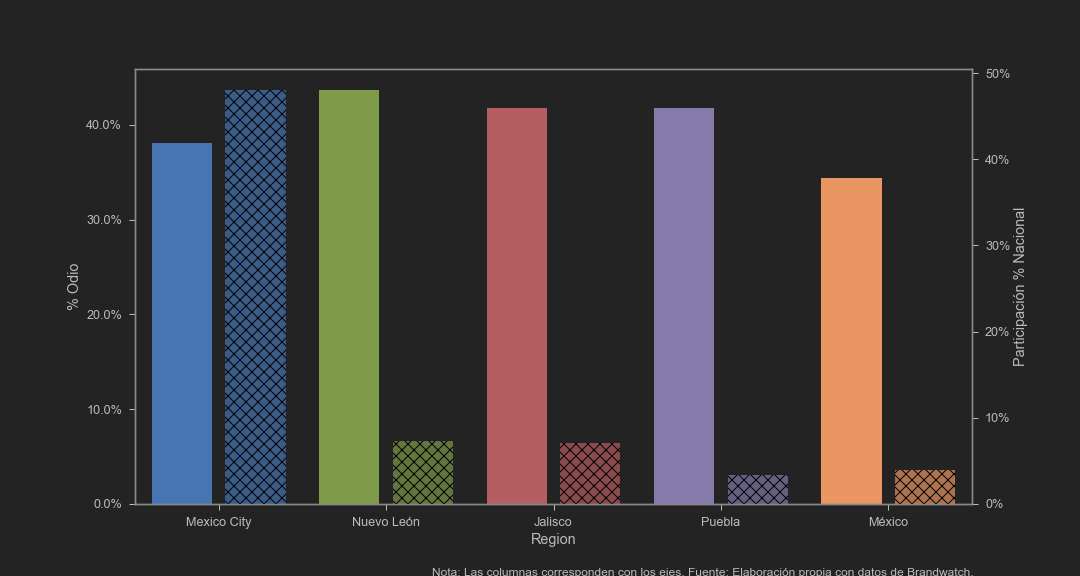 50%
40.0%
40%
30.0%
30%
% Odio
Participación % Nacional
20.0%
20%
10.0%
10%
0.0%
0%
Mexico City
Nuevo León
Jalisco
Puebla
México
Region
Nota: Las columnas corresponden con los ejes. Fuente: Elaboración propia con datos de Brandwatch.